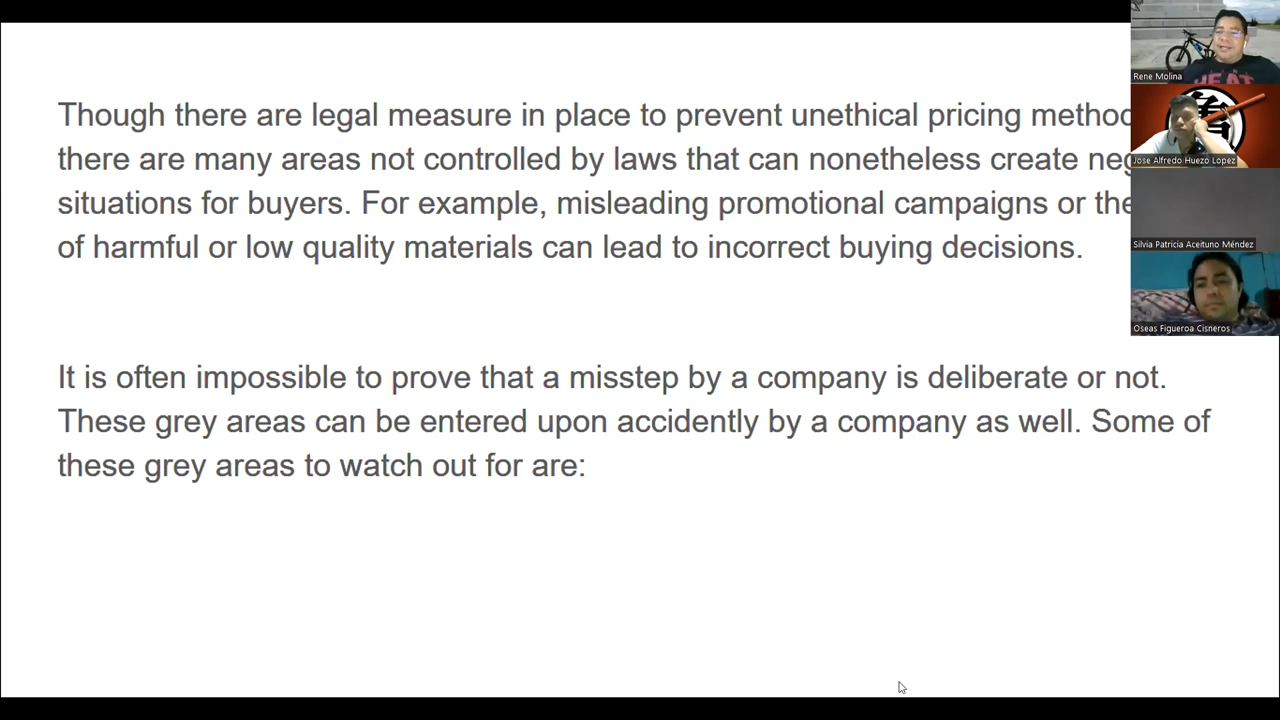 Though there are legal measure in place to prevent unethical pricing
there are many areas not controlled by laws that can nonetheless create
situations for buyers. For example, misleading promotional campaigns or
of harmful or low quality materials can lead to incorrect buying decisions.
It is often impossible to prove that a misstep by a company is deliberate or not.
These grey areas can be entered upon accidently by a company as well. Some of
these grey areas to watch out for are:
Rene Molina
HEAT
Jose Alfredo Huezo Lopez
Silvia Patricia Aceituno Méndez
Oseas Figueroa Cisneros